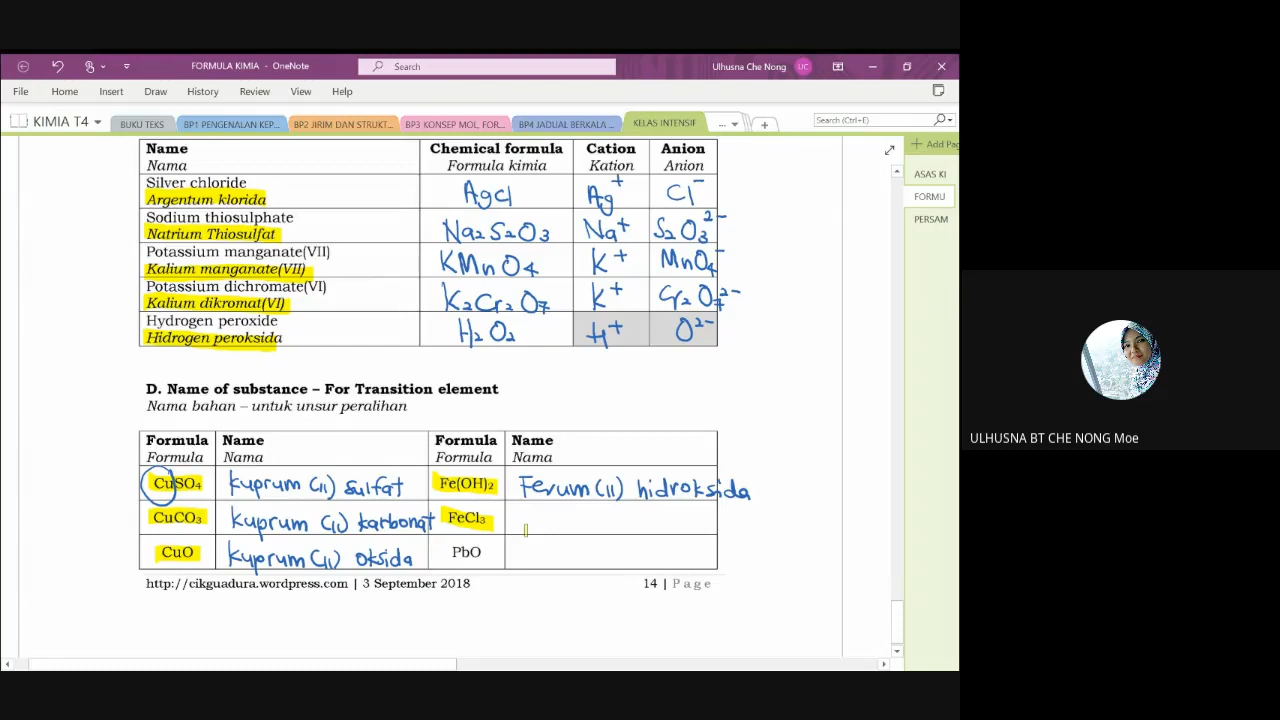 FORMULA KIMIA - OneNote
Search
Ulhusna Che Nong UC
File Home Insert Draw History Review View Help
KIMIA T4 BUKU TEKS BP1 PENGENALAN KEP... BP2 JIRIM DAN STRUKT... BP3 KONSEP MOL, FOR... BP4 JADUAL BERKALA ... KELAS INTENSIF ... Search (Ctrl+E)
Add Pag
ASAS KI
FORMU
PERSAM
Name Chemical formula Cation Anion
Nama Formula kimia Kation Anion
Silver chloride AgCl Ag⁺ Cl⁻
Argentum klorida
Sodium thiosulphate Na₂S₂O₃ Na⁺ S₂O₃²⁻
Natrium Thiosulfat
Potassium manganate(VII) KMnO₄ K⁺ MnO₄⁻
Kalium manganate(VII)
Potassium dichromate(VI) K₂Cr₂O₇ K⁺ Cr₂O₇²⁻
Kalium dikromat(VI)
Hydrogen peroxide H₂O₂ H⁺ O²⁻
Hidrogen peroksida
D. Name of substance – For Transition element
Nama bahan – untuk unsur peralihan
Formula Name Formula Name
Formula Nama Formula Nama
CuSO₄ kuprum (II) sulfat Fe(OH)₂ Ferum (II) hidroksida
CuCO₃ kuprum (II) karbonat FeCl₃
CuO kuprum (II) oksida PbO
http://cikguadura.wordpress.com | 3 September 2018 14 | Page
ULHUSNA BT CHE NONG Moe